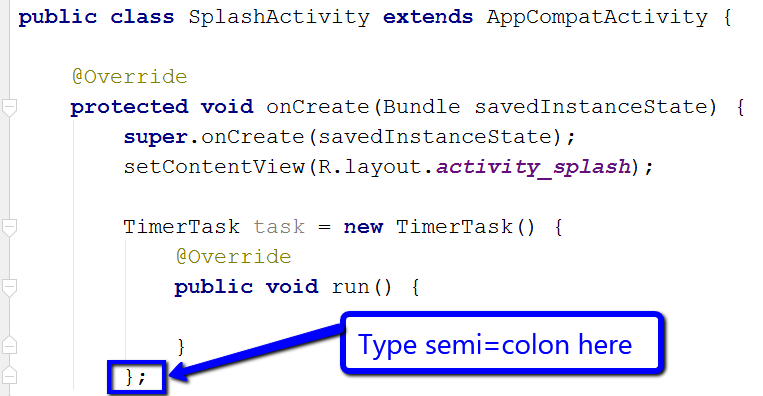 public class SplashActivity extends AppCompatActivity {
@Override
protected void onCreate(Bundle savedInstanceState) {
super.onCreate(savedInstanceState);
setContentView(R.layout.activity_splash);
TimerTask task = new TimerTask() {
@Override
public void run() {
}
Type semi=colon here
};